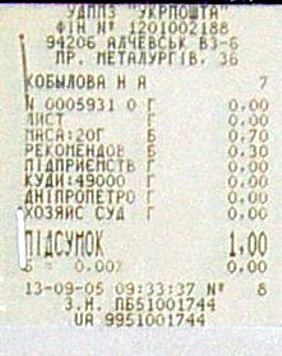 УДППЗ "УКРПОШТА"
ФІН № 1201002188
94206 АЛЧЕВСЬК ВЗ-6
ПР. МЕТАЛУРГІВ, 36
КОБЫЛОВА Н А 7
N 0005931 0 Г 0.00
ЛИСТ Г 0.00
МАСА:20Г Б 0.70
РЕКОМЕНДОВ Б 0.30
ПІДПРИЄМСТВ Г 0.00
КУДИ:49000 Г 0.00
ДНІПРОПЕТРО Г 0.00
ХОЗЯЙС СУД Г 0.00
ПІДСУМОК 1,00
Б = 0.00% 0.00
13-09-05 09:33:37 № 8
З.Н. ПБ51001744
UA 9951001744